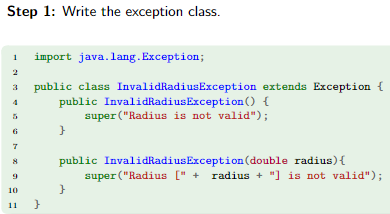 Step 1: Write the exception class.
1 import java.lang.Exception;
2
3 public class InvalidRadiusException extends Exception {
4     public InvalidRadiusException() {
5         super("Radius is not valid");
6     }
7
8     public InvalidRadiusException(double radius){
9         super("Radius [" +  radius + "] is not valid");
10     }
11 }